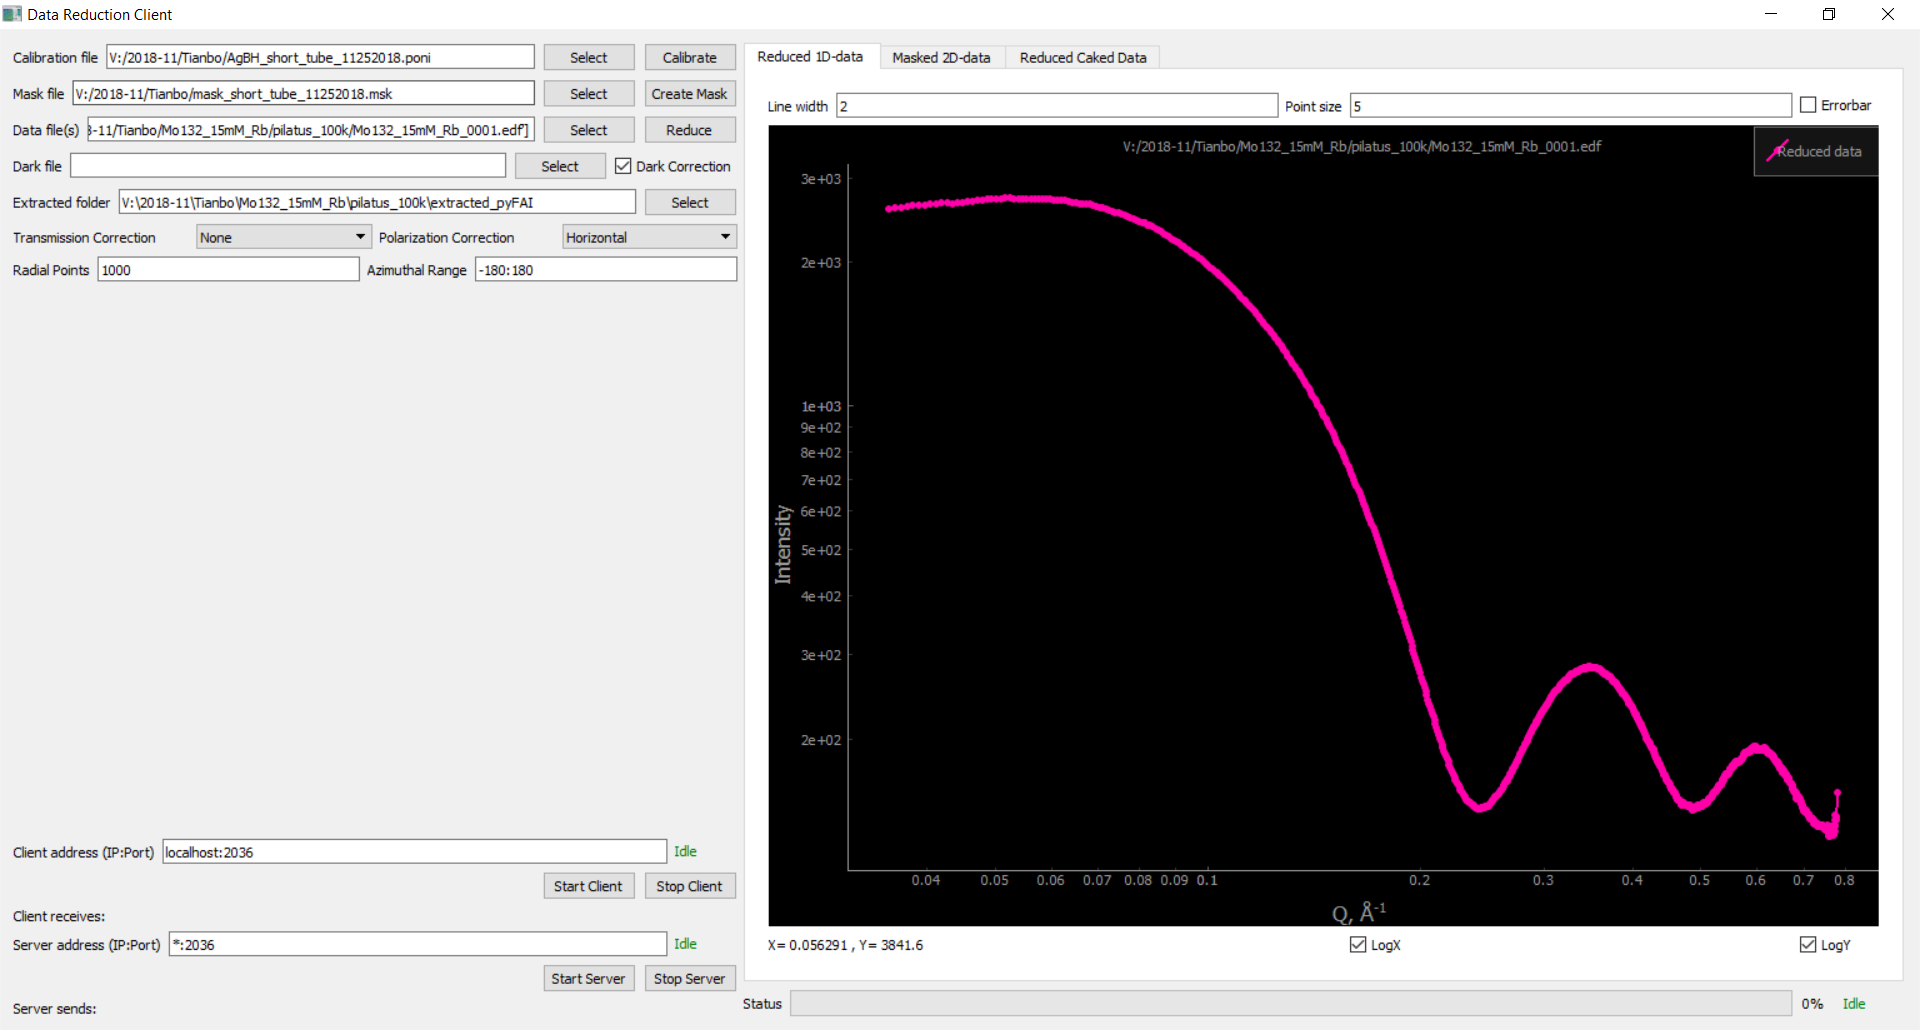 Data Reduction Client
Calibration file V:/2018-11/Tianbo/AgBH_short_tube_11252018.poni Select Calibrate
Mask file V:/2018-11/Tianbo/mask_short_tube_11252018.msk Select Create Mask
Data file(s) 3-11/Tianbo/Mo132_15mM_Rb/pilatus_100k/Mo132_15mM_Rb_0001.edf'] Select Reduce
Dark file Select Dark Correction
Extracted folder V:\2018-11\Tianbo\Mo132_15mM_Rb\pilatus_100k\extracted_pyFAI Select
Transmission Correction None Polarization Correction Horizontal
Radial Points 1000 Azimuthal Range -180:180
Client address (IP:Port) localhost:2036 Idle
Start Client Stop Client
Client receives:
Server address (IP:Port) *:2036 Idle
Start Server Stop Server
Server sends:
Reduced 1D-data Masked 2D-data Reduced Caked Data
Line width 2 Point size 5 Errorbar
V:/2018-11/Tianbo/Mo132_15mM_Rb/pilatus_100k/Mo132_15mM_Rb_0001.edf
Reduced data
3e+03
2e+03
1e+03
9e+02
8e+02
7e+02
6e+02
5e+02
4e+02
3e+02
2e+02
Intensity
0.04 0.05 0.06 0.07 0.08 0.09 0.1 0.2 0.3 0.4 0.5 0.6 0.7 0.8
Q, Å-1
X= 0.056291 , Y= 3841.6 LogX LogY
Status 0% Idle